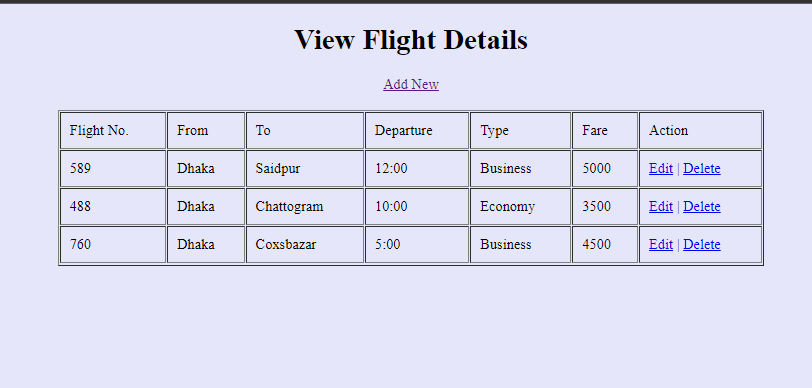 View Flight Details
Add New
Flight No. From To Departure Type Fare Action
589 Dhaka Saidpur 12:00 Business 5000 Edit | Delete
488 Dhaka Chattogram 10:00 Economy 3500 Edit | Delete
760 Dhaka Coxsbazar 5:00 Business 4500 Edit | Delete